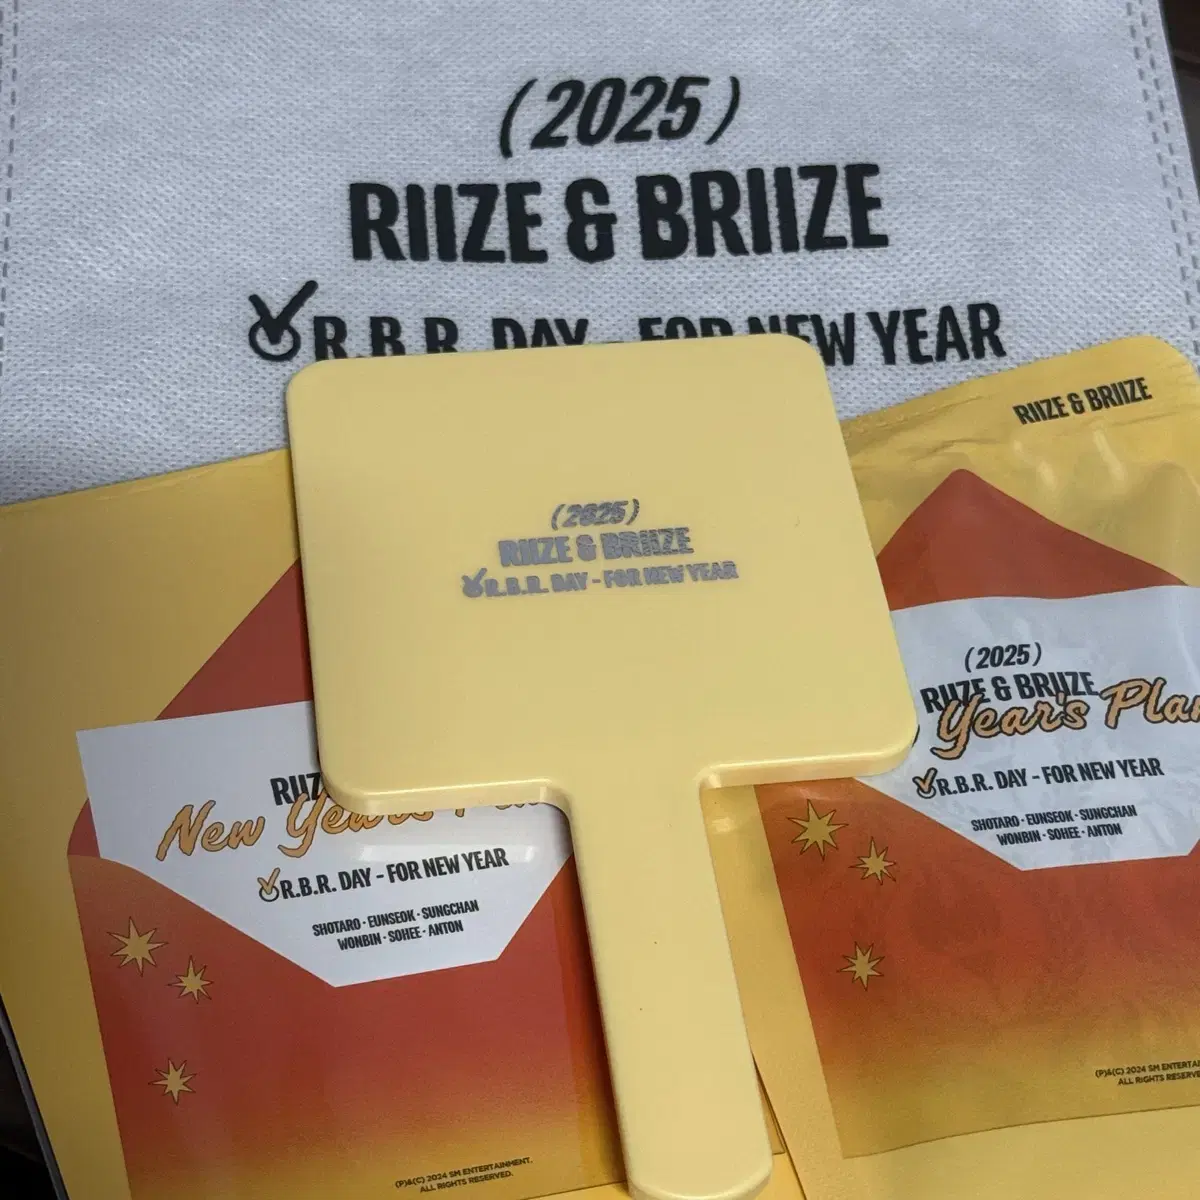 (2025)
RIIZE & BRIIZE
R.B.R. DAY - FOR NEW YEAR
(2025)
RIIZE & BRIIZE
R.B.R. DAY - FOR NEW YEAR
RIIZE
New Year's
R.B.R. DAY - FOR NEW YEAR
SHOTARO · EUNSEOK · SUNGCHAN
WONBIN · SOHEE · ANTON
(P)&(C) 2024 SM ENTERTAINMENT.
ALL RIGHTS RESERVED.
RIIZE & BRIIZE
(2025)
RIIZE & BRIIZE
Year's Plan
R.B.R. DAY - FOR NEW YEAR
SHOTARO · EUNSEOK · SUNGCHAN
WONBIN · SOHEE · ANTON
(P)&(C) 2024 SM
ALL RIGHTS